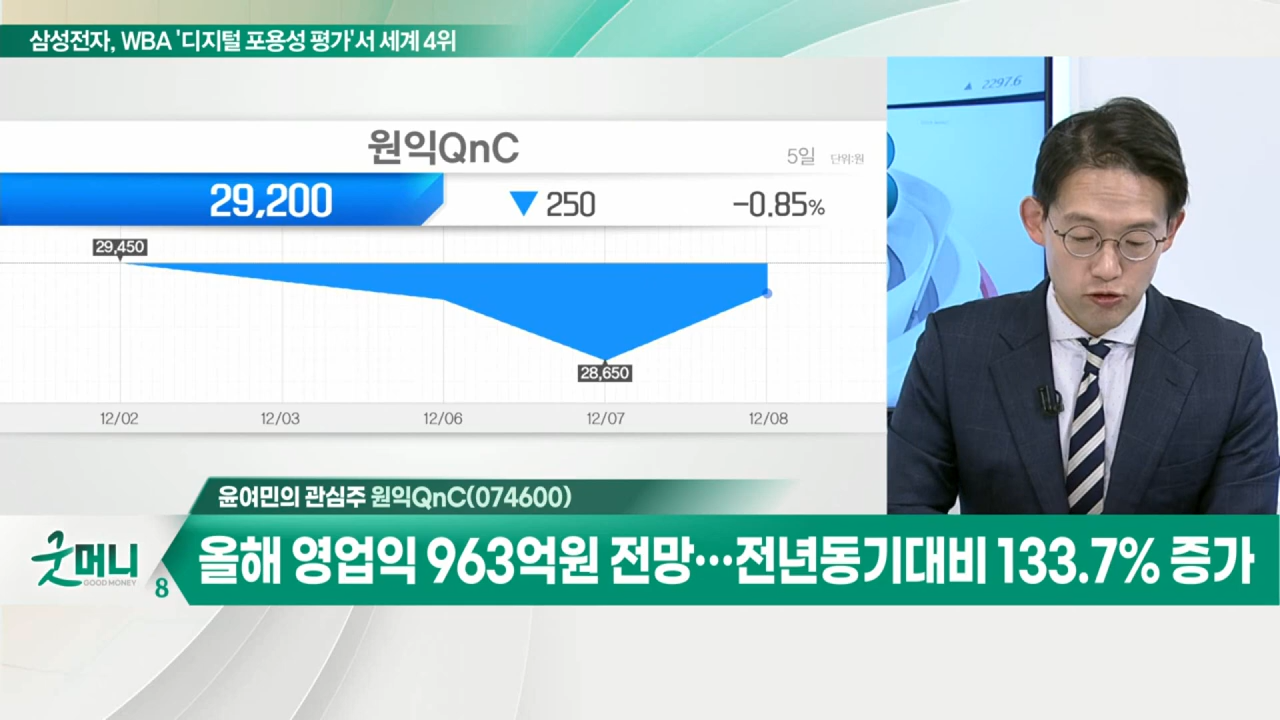 삼성전자, WBA '디지털 포용성 평가'서 세계 4위
▲ 2297.6
원익QnC
5일 단위:원
29,200 ▼ 250 -0.85%
29,450
28,650
12/02 12/03 12/06 12/07 12/08
윤여민의 관심주 원익QnC(074600)
굿머니 GOOD MONEY 8
올해 영업익 963억원 전망…전년동기대비 133.7% 증가